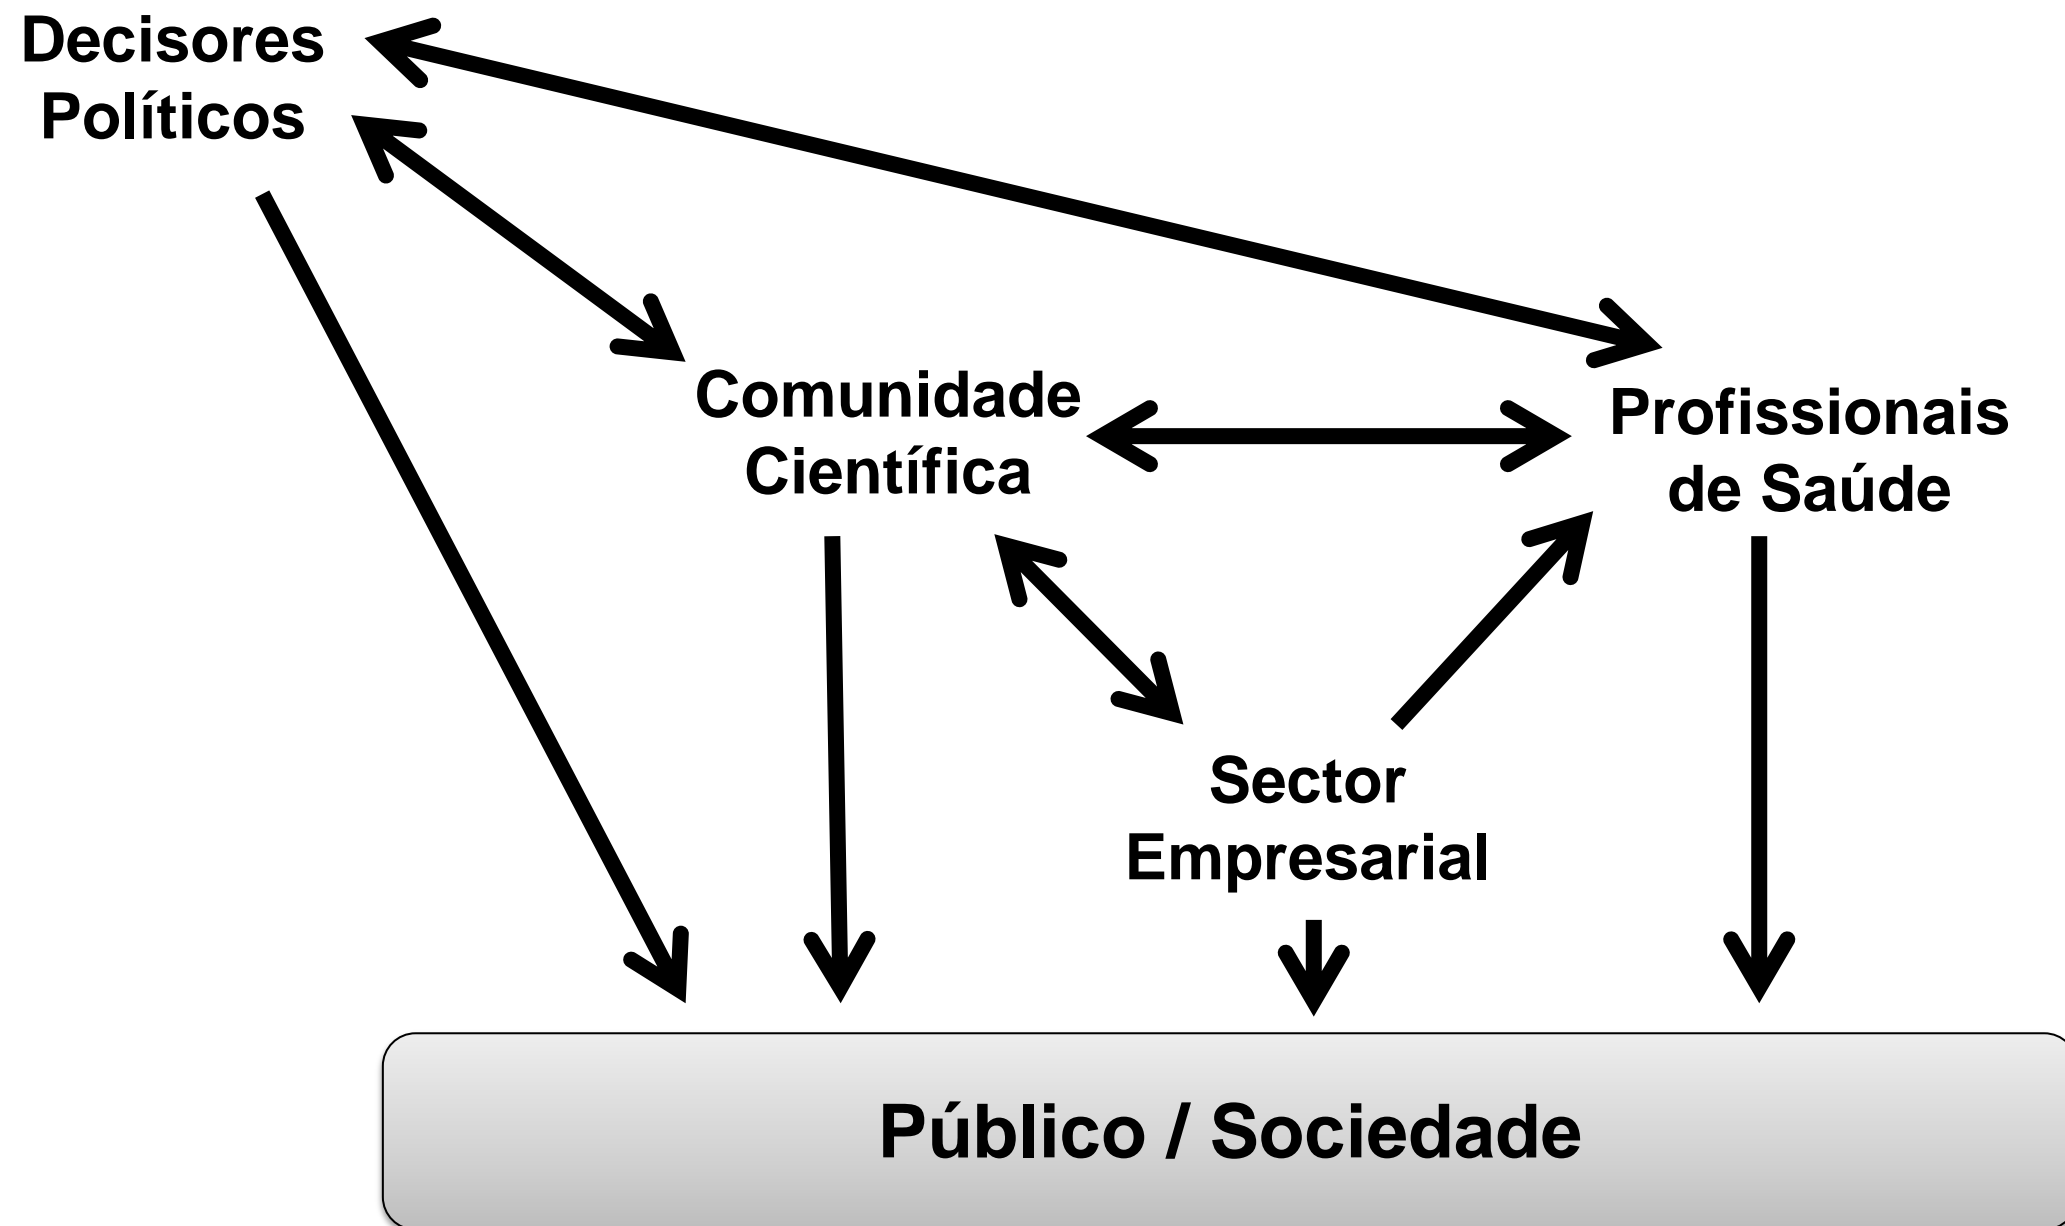 Decisores
Políticos
Comunidade
Científica
Profissionais
de Saúde
Sector
Empresarial
Público / Sociedade